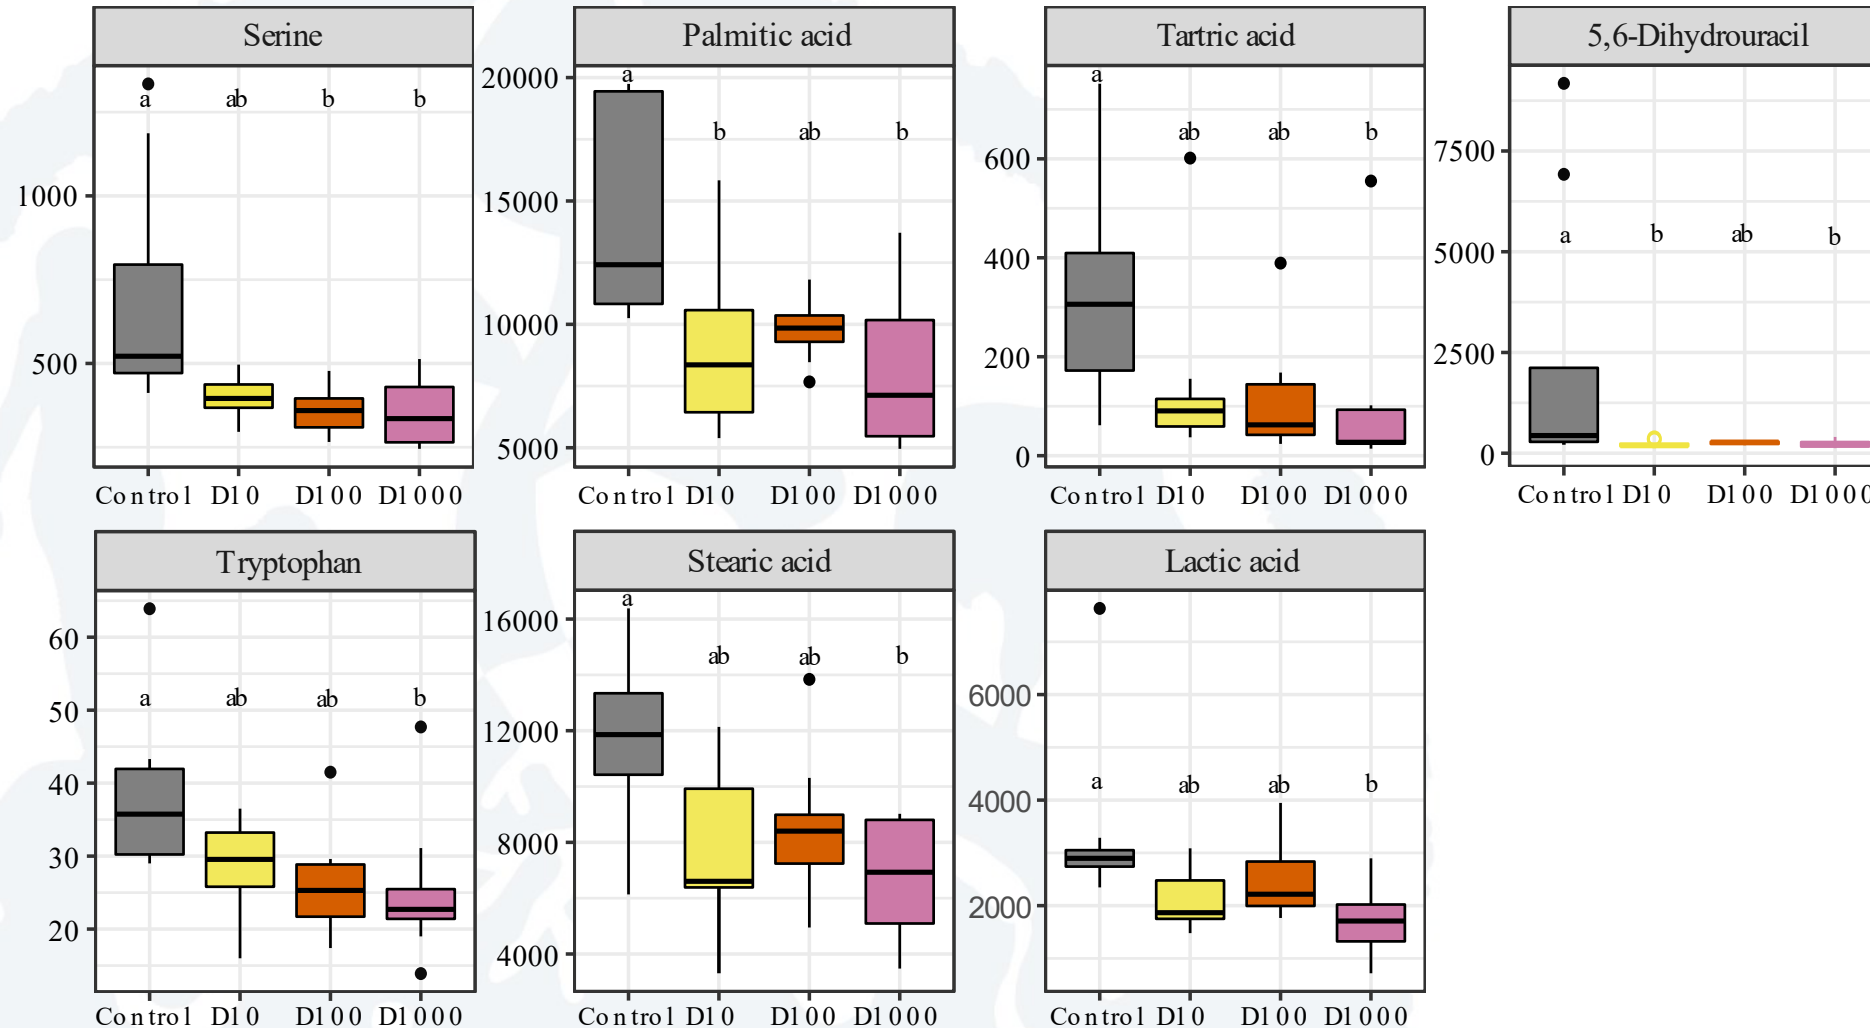 Serine
a ab b b
1000
500
Control D10 D100 D1000
Palmitic acid
a b ab b
20000
15000
10000
5000
Control D10 D100 D1000
Tartric acid
a ab ab b
600
400
200
0
Control D10 D100 D1000
5,6-Dihydrouracil
a b ab b
7500
5000
2500
0
Control D10 D100 D1000
Tryptophan
a ab ab b
60
50
40
30
20
Control D10 D100 D1000
Stearic acid
a ab ab b
16000
12000
8000
4000
Control D10 D100 D1000
Lactic acid
a ab ab b
6000
4000
2000
Control D10 D100 D1000